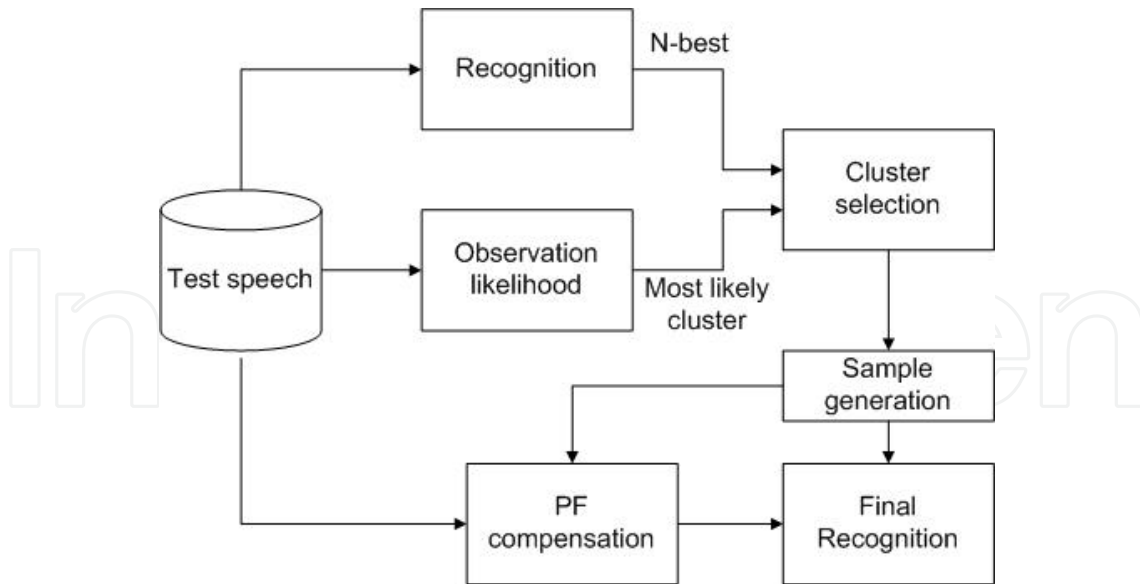 Recognition
N-best
Cluster
selection
Test speech
Observation
likelihood
Most likely
cluster
Sample
generation
PF
compensation
Final
Recognition